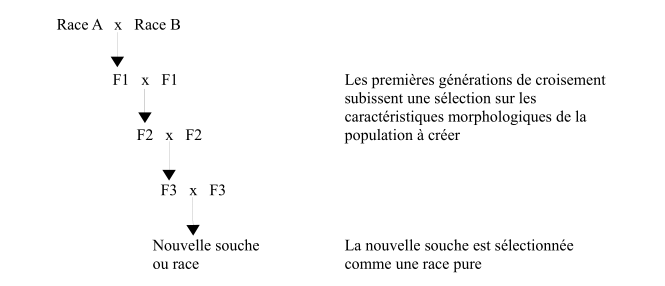 Race A x Race B
F1 x F1
Les premières générations de croisement
subissent une sélection sur les
caractéristiques morphologiques de la
population à créer
F2 x F2
F3 x F3
Nouvelle souche
ou race
La nouvelle souche est sélectionnée
comme une race pure